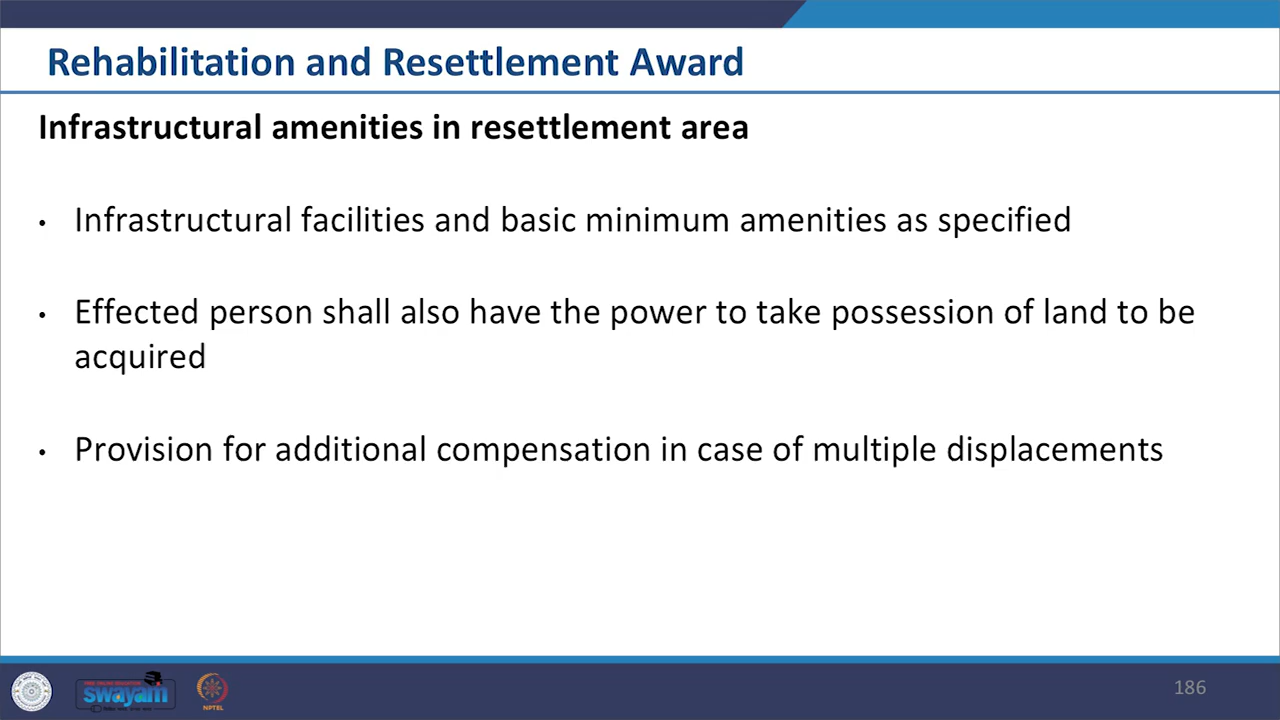 Rehabilitation and Resettlement Award
Infrastructural amenities in resettlement area
• Infrastructural facilities and basic minimum amenities as specified
• Effected person shall also have the power to take possession of land to be
acquired
• Provision for additional compensation in case of multiple displacements
swayam
NPTEL
186